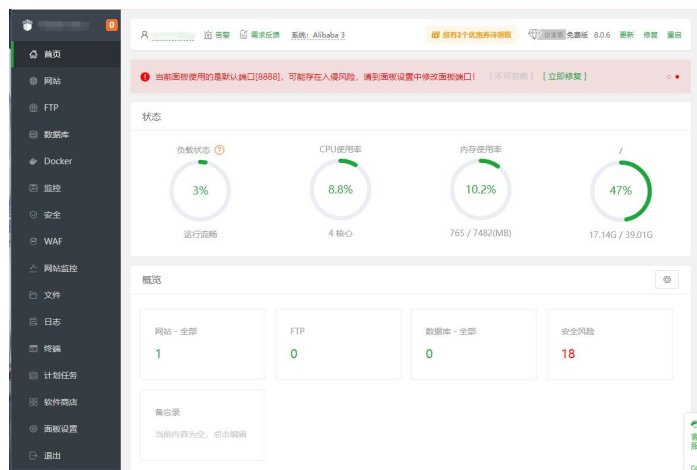 0
首页
网站
FTP
数据库
Docker
监控
安全
WAF
网站监控
文件
日志
终端
计划任务
软件商店
面板设置
退出
告警 需求反馈 系统: Alibaba 3 您有2个优惠券待领取 企业版 免费版 8.0.6 更新 修复 重启
当前面板使用的是默认端口[8888]，可能存在入侵风险，请到面板设置中修改面板端口！ [不可忽略] [立即修复]
状态
负载状态 CPU使用率 内存使用率 /
3% 8.8% 10.2% 47%
运行流畅 4 核心 765 / 7482(MB) 17.14G / 39.01G
概览
网站 - 全部 FTP 数据库 - 全部 安全风险
1 0 0 18
备忘录
当前内容为空，点击编辑
客服